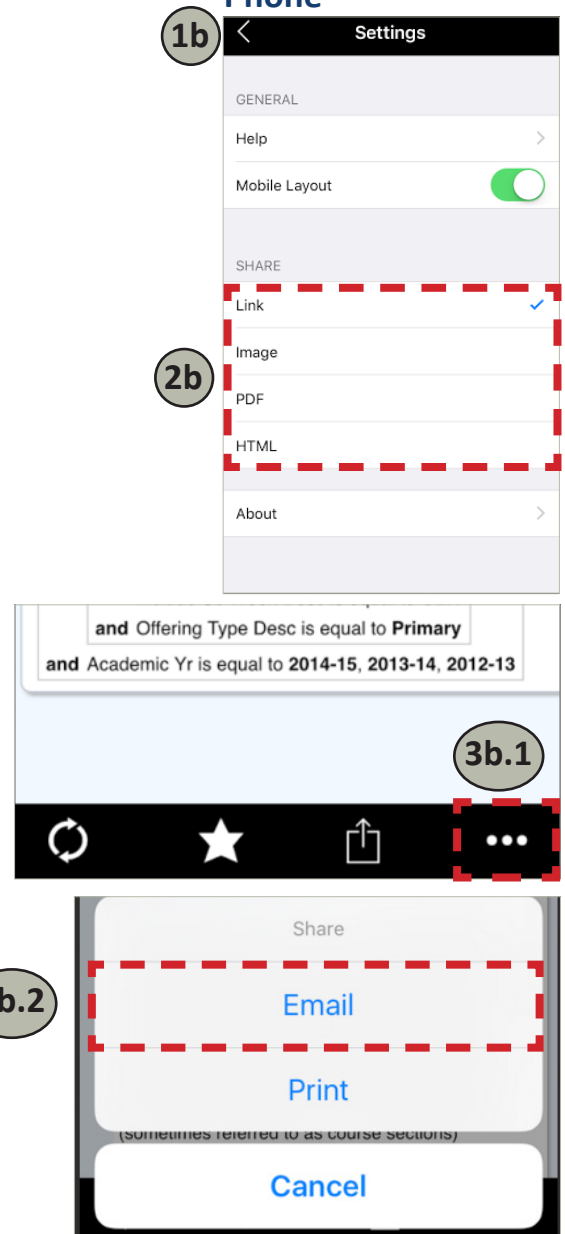 Phone
1b
Settings
GENERAL
Help
Mobile Layout
SHARE
Link
Image
2b
PDF
HTML
About
and Offering Type Desc is equal to Primary
and Academic Yr is equal to 2014-15, 2013-14, 2012-13
3b.1
b.2
Share
Email
Print
(sometimes referred to as course sections)
Cancel